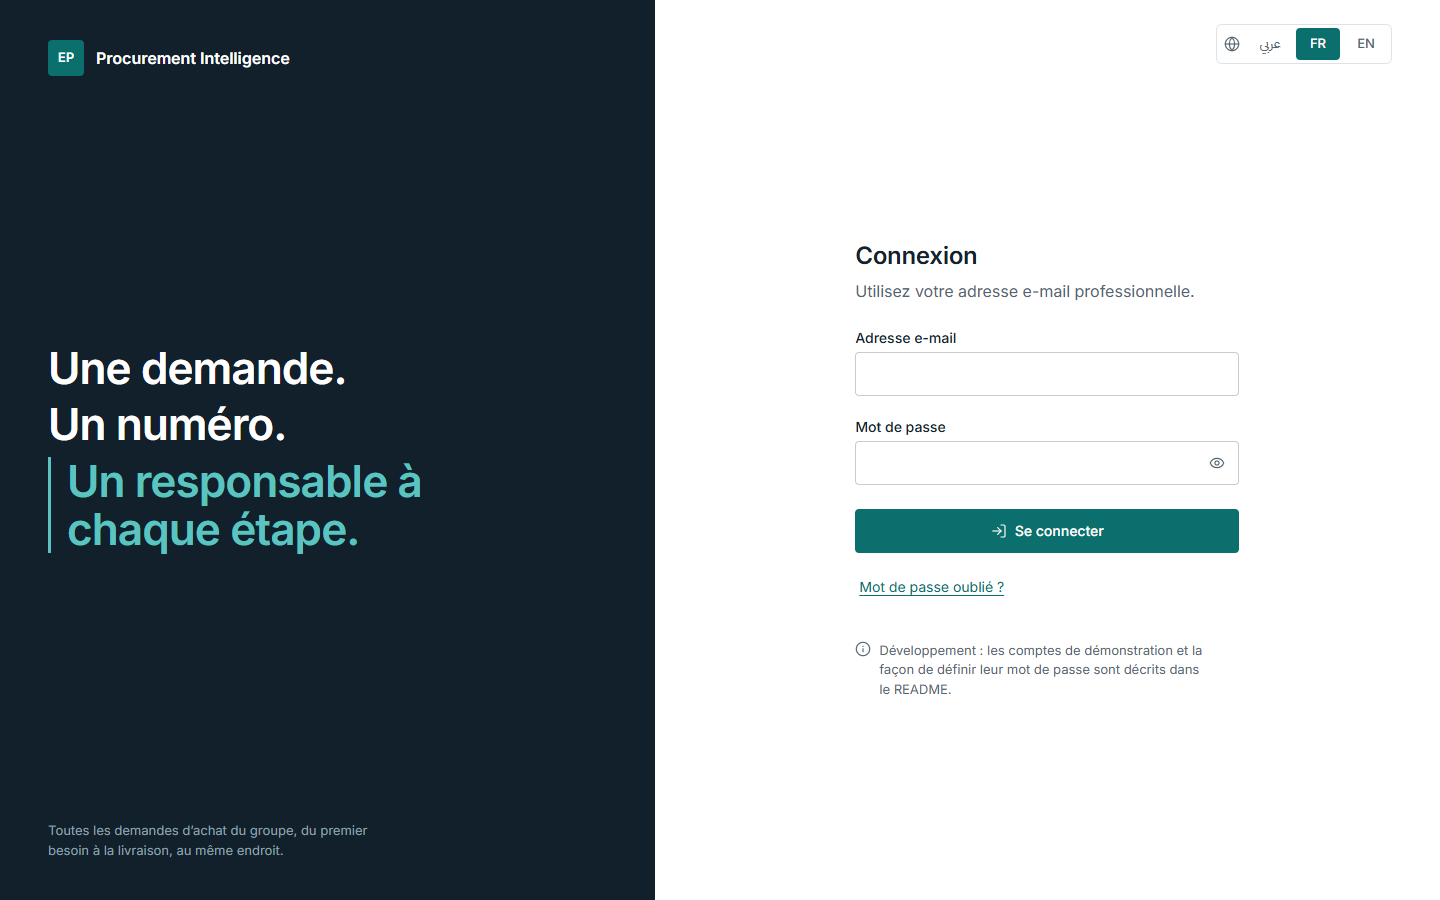 EP
Procurement Intelligence
عربي
FR
EN
Une demande.
Un numéro.
Un responsable à
chaque étape.
Toutes les demandes d’achat du groupe, du premier
besoin à la livraison, au même endroit.
Connexion
Utilisez votre adresse e-mail professionnelle.
Adresse e-mail
Mot de passe
Se connecter
Mot de passe oublié ?
Développement : les comptes de démonstration et la
façon de définir leur mot de passe sont décrits dans
le README.